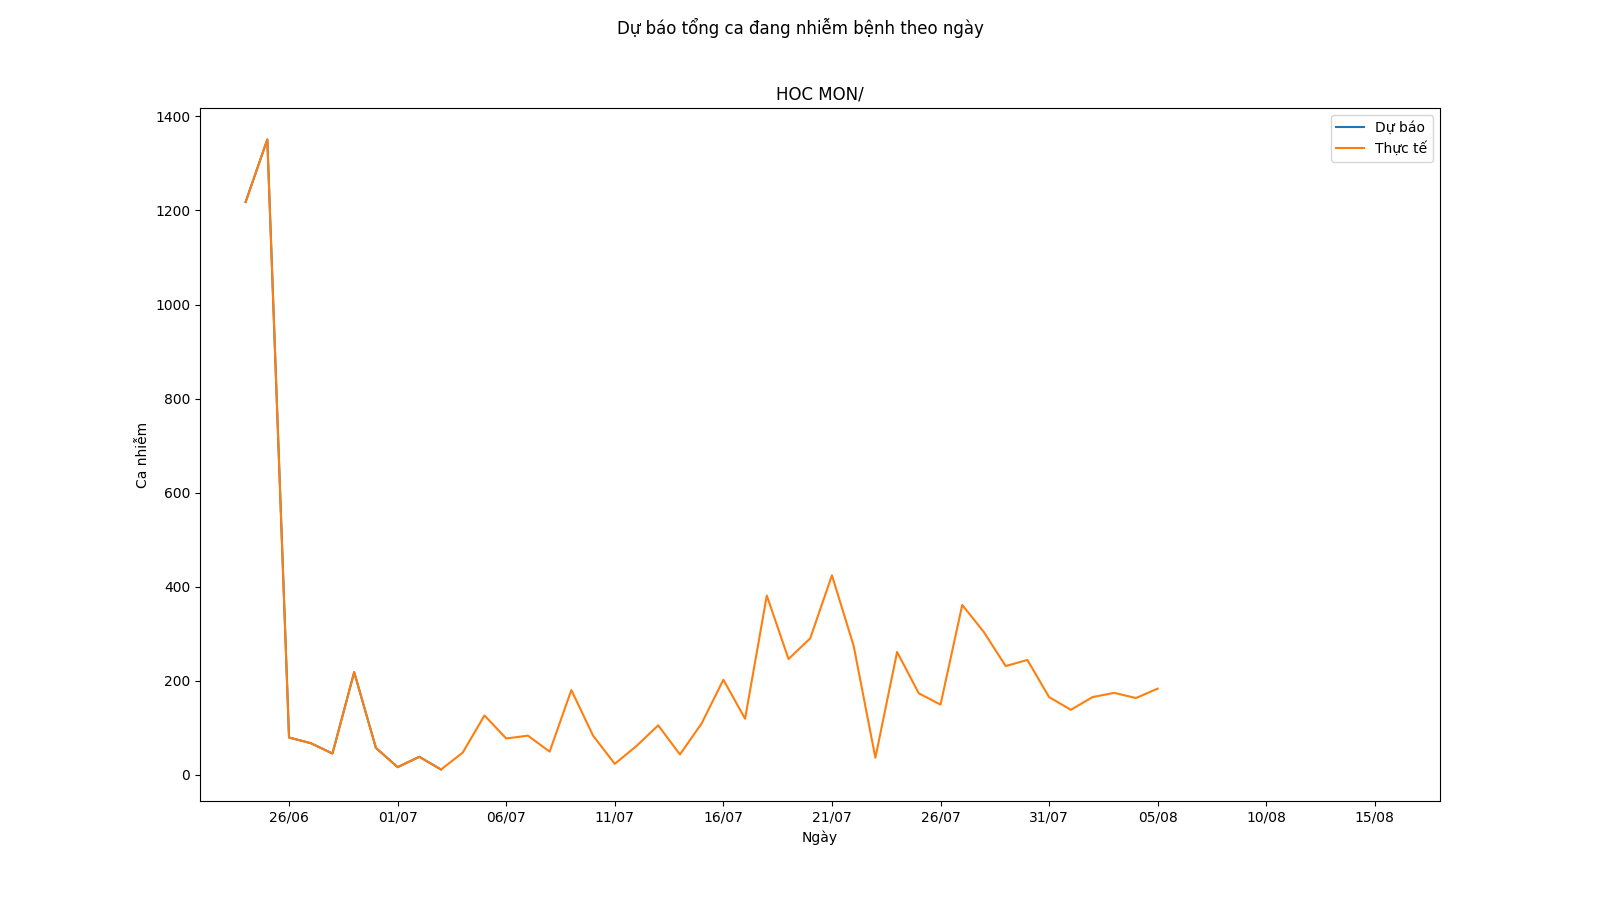 Dự báo tổng ca đang nhiễm bệnh theo ngày
HOC MON/
Dự báo
Thực tế
1400
1200
1000
800
600
400
200
0
Ca nhiễm
26/06 01/07 06/07 11/07 16/07 21/07 26/07 31/07 05/08 10/08 15/08
Ngày